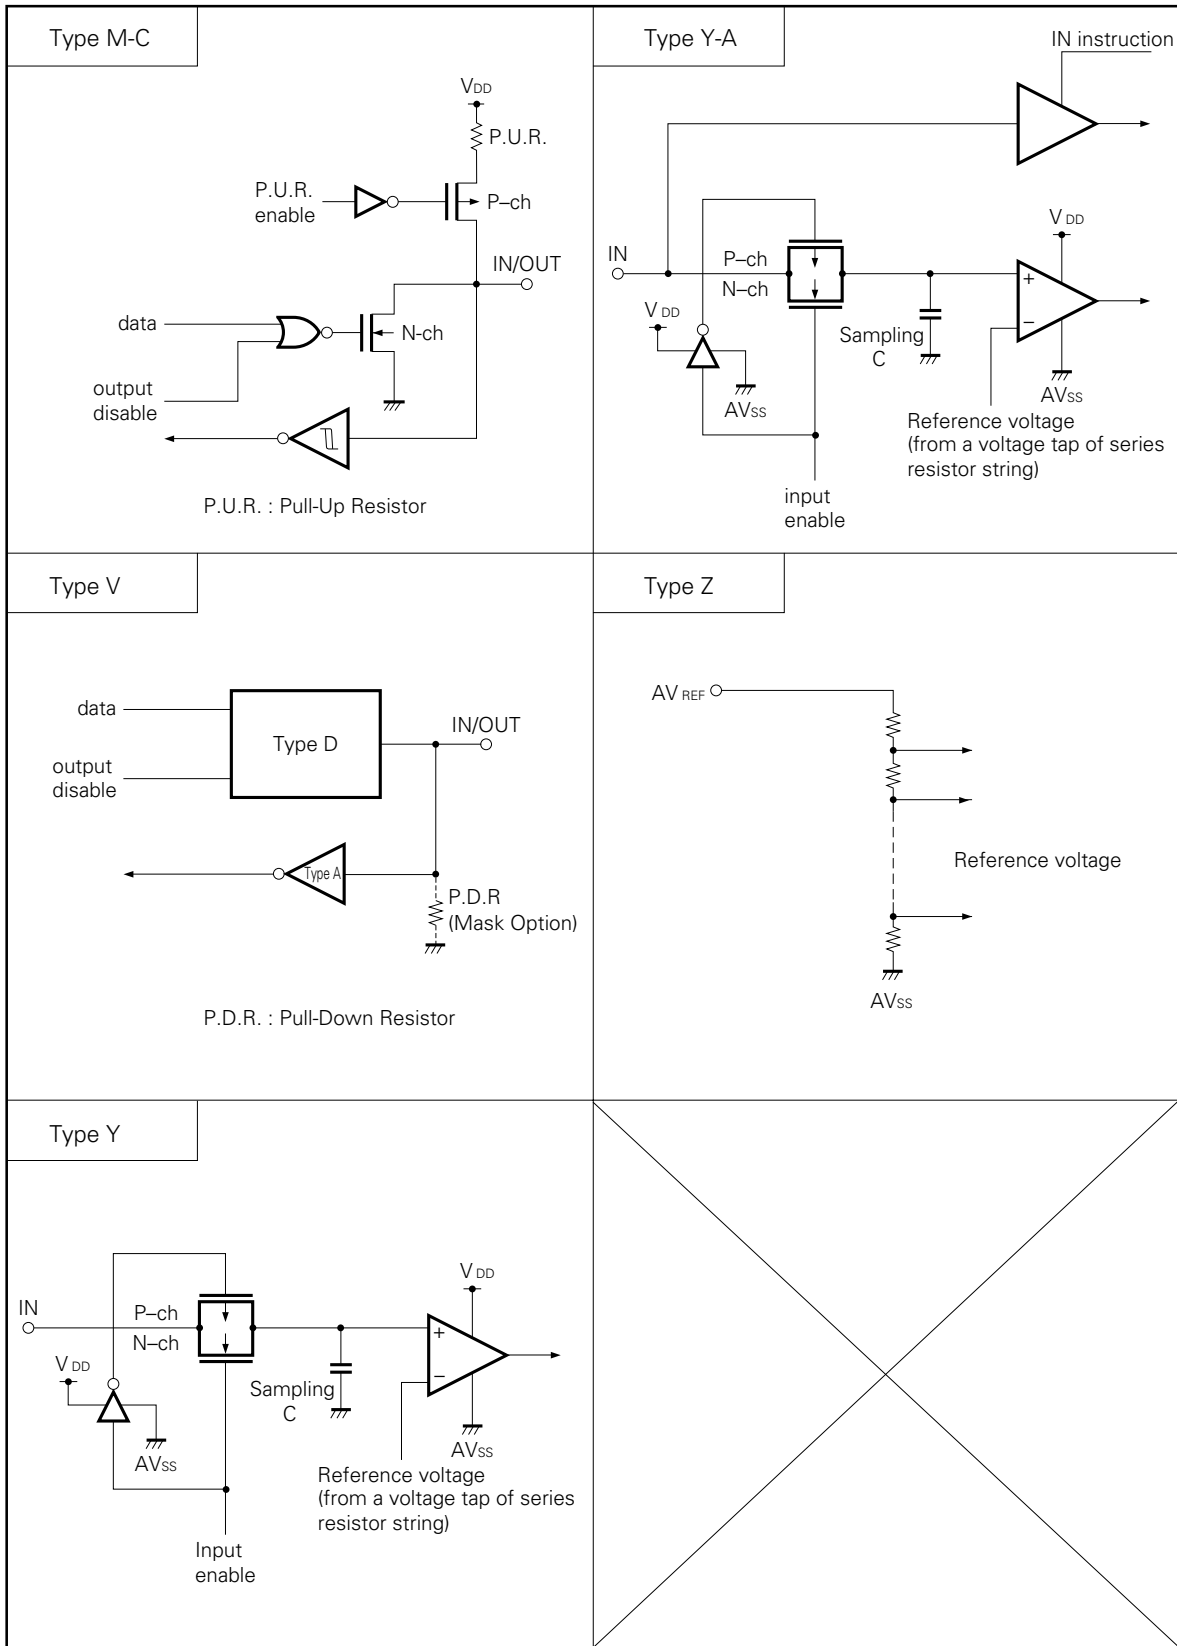 Type M-C
VDD
P.U.R.
P.U.R.
enable
P–ch
IN/OUT
data
N-ch
output
disable
P.U.R. : Pull-Up Resistor
Type Y-A
IN instruction
VDD
IN
P–ch
N–ch
VDD
+
–
Sampling
C
AVSS
AVSS
Reference voltage
(from a voltage tap of series
resistor string)
input
enable
Type V
data
Type D
IN/OUT
output
disable
Type A
P.D.R
(Mask Option)
P.D.R. : Pull-Down Resistor
Type Z
AVREF
Reference voltage
AVSS
Type Y
VDD
IN
P–ch
N–ch
VDD
+
–
Sampling
C
AVSS
AVSS
Reference voltage
(from a voltage tap of series
resistor string)
Input
enable